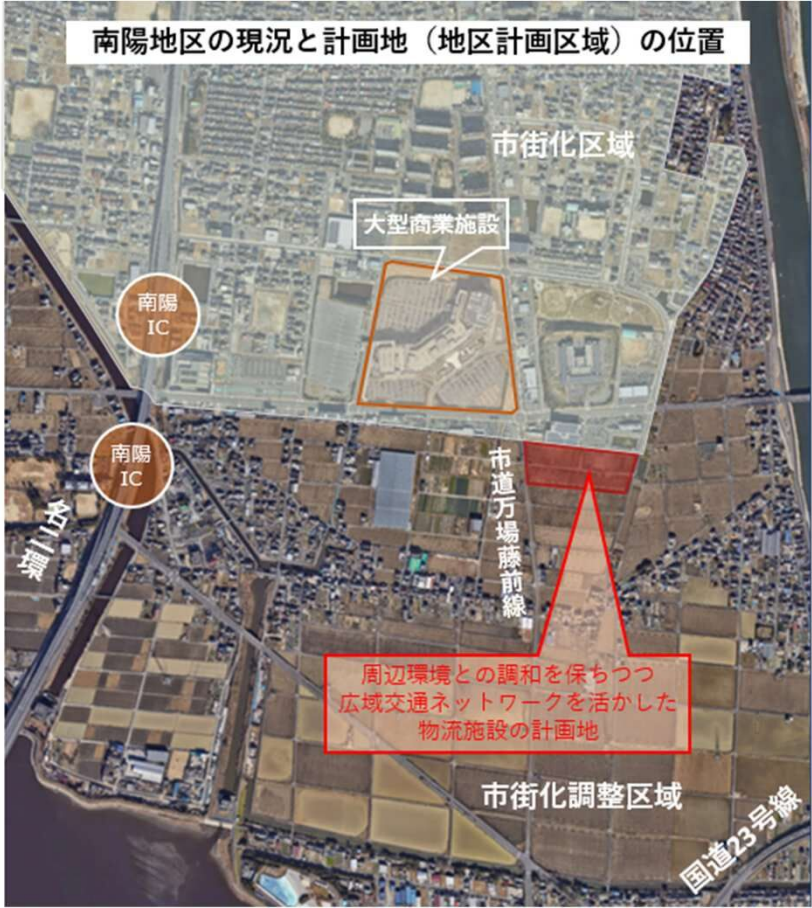 南陽地区の現況と計画地（地区計画区域）の位置
市街化区域
大型商業施設
南陽
IC
南陽
IC
名二環
市道万場藤前線
周辺環境との調和を保ちつつ
広域交通ネットワークを活かした
物流施設の計画地
市街化調整区域
国道23号線